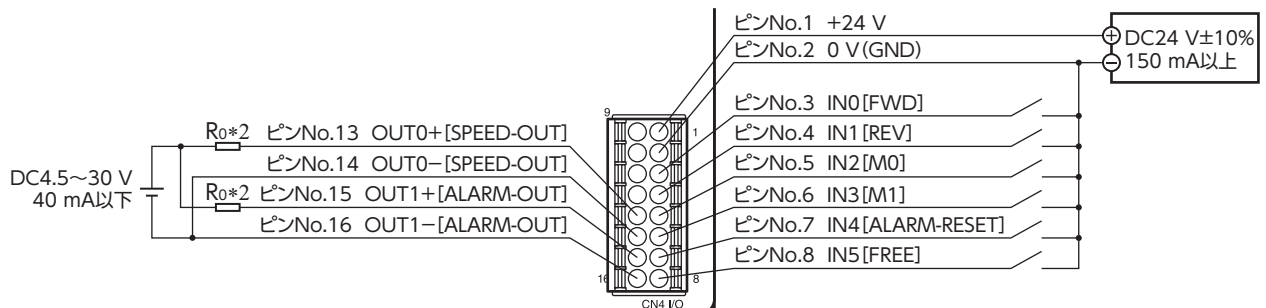 ピンNo.1 +24 V
ピンNo.2 0 V(GND)
DC24 V±10%
150 mA以上
ピンNo.3 IN0[FWD]
ピンNo.4 IN1[REV]
ピンNo.5 IN2[M0]
ピンNo.6 IN3[M1]
ピンNo.7 IN4[ALARM-RESET]
ピンNo.8 IN5[FREE]
9
1
R0*2 ピンNo.13 OUT0+[SPEED-OUT]
ピンNo.14 OUT0−[SPEED-OUT]
R0*2 ピンNo.15 OUT1+[ALARM-OUT]
ピンNo.16 OUT1−[ALARM-OUT]
DC4.5~30 V
40 mA以下
16
8
CN4 I/O